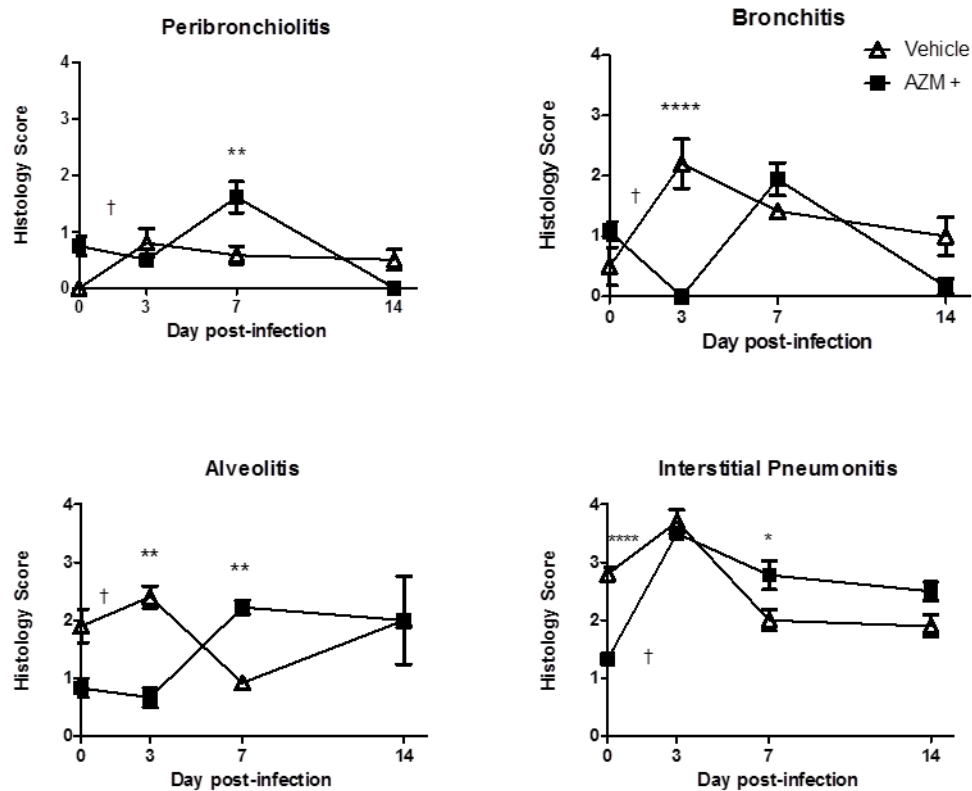 Peribronchiolitis
4
3
2
1
0
Histology Score
**
†
0 3 7 14
Day post-infection
Bronchitis
Vehicle
AZM +
4
3
2
1
0
Histology Score
****
†
0 3 7 14
Day post-infection
Alveolitis
4
3
2
1
0
Histology Score
** **
†
0 3 7 14
Day post-infection
Interstitial Pneumonitis
4
3
2
1
0
Histology Score
**** *
†
0 3 7 14
Day post-infection